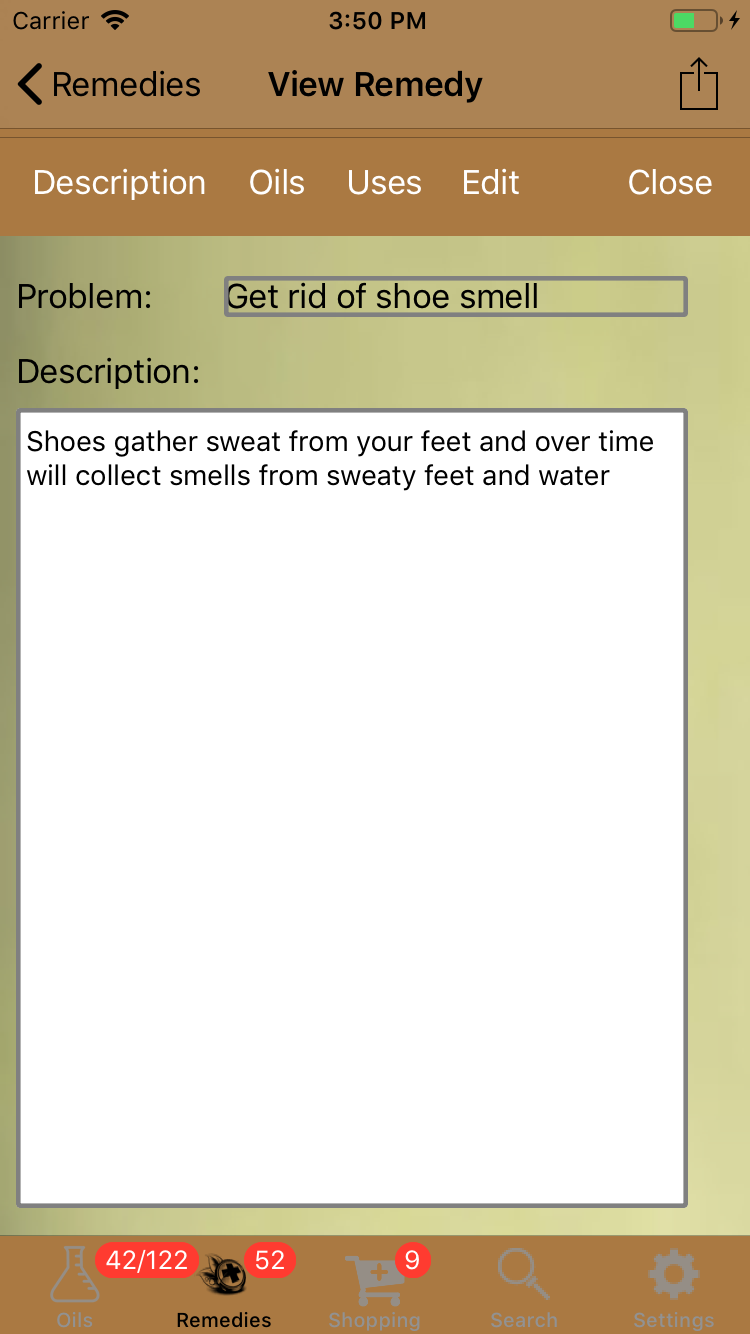 Carrier 3:50 PM
Remedies View Remedy
Description Oils Uses Edit Close
Problem: Get rid of shoe smell
Description:
Shoes gather sweat from your feet and over time
will collect smells from sweaty feet and water
42/122 52 9
Oils Remedies Shopping Search Settings